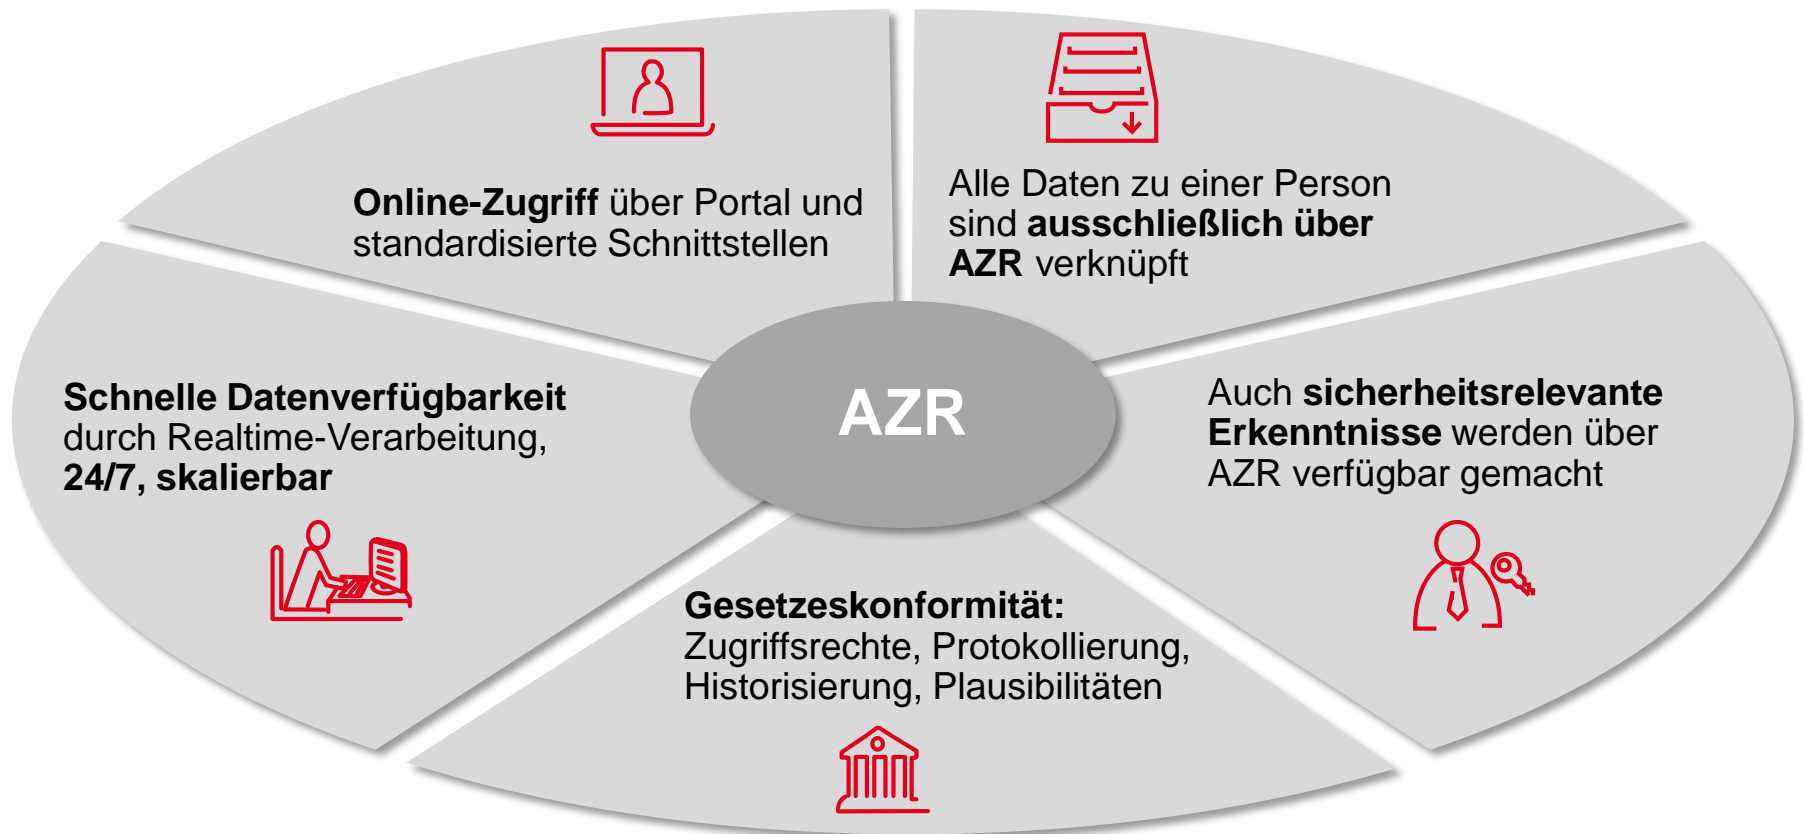 Online-Zugriff über Portal und
standardisierte Schnittstellen
Alle Daten zu einer Person
sind ausschließlich über
AZR verknüpft
Schnelle Datenverfügbarkeit
durch Realtime-Verarbeitung,
24/7, skalierbar
AZR
Auch sicherheitsrelevante
Erkenntnisse werden über
AZR verfügbar gemacht
Gesetzeskonformität:
Zugriffsrechte, Protokollierung,
Historisierung, Plausibilitäten